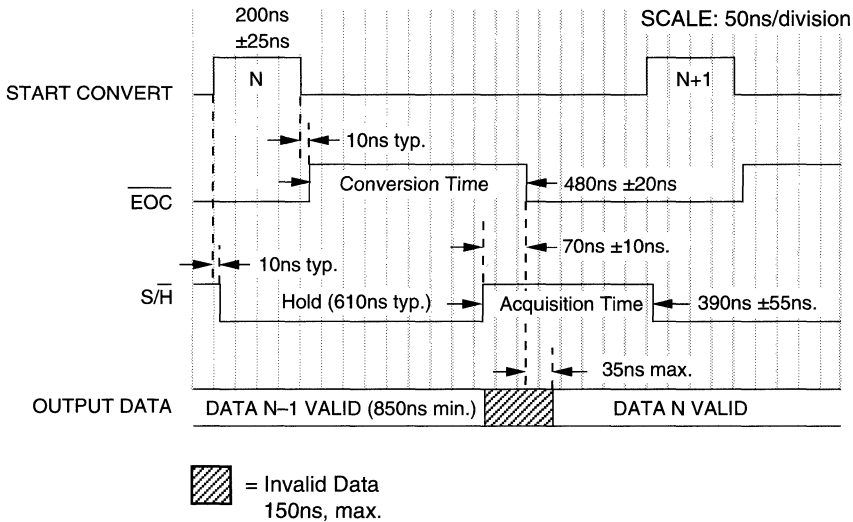 200ns
±25ns
SCALE: 50ns/division
START CONVERT
N
N+1
10ns typ.
E̅O̅C̅
Conversion Time
480ns ±20ns
70ns ±10ns.
10ns typ.
S/H̅
Hold (610ns typ.)
Acquisition Time
390ns ±55ns.
35ns max.
OUTPUT DATA
DATA N–1 VALID (850ns min.)
DATA N VALID
= Invalid Data
150ns, max.